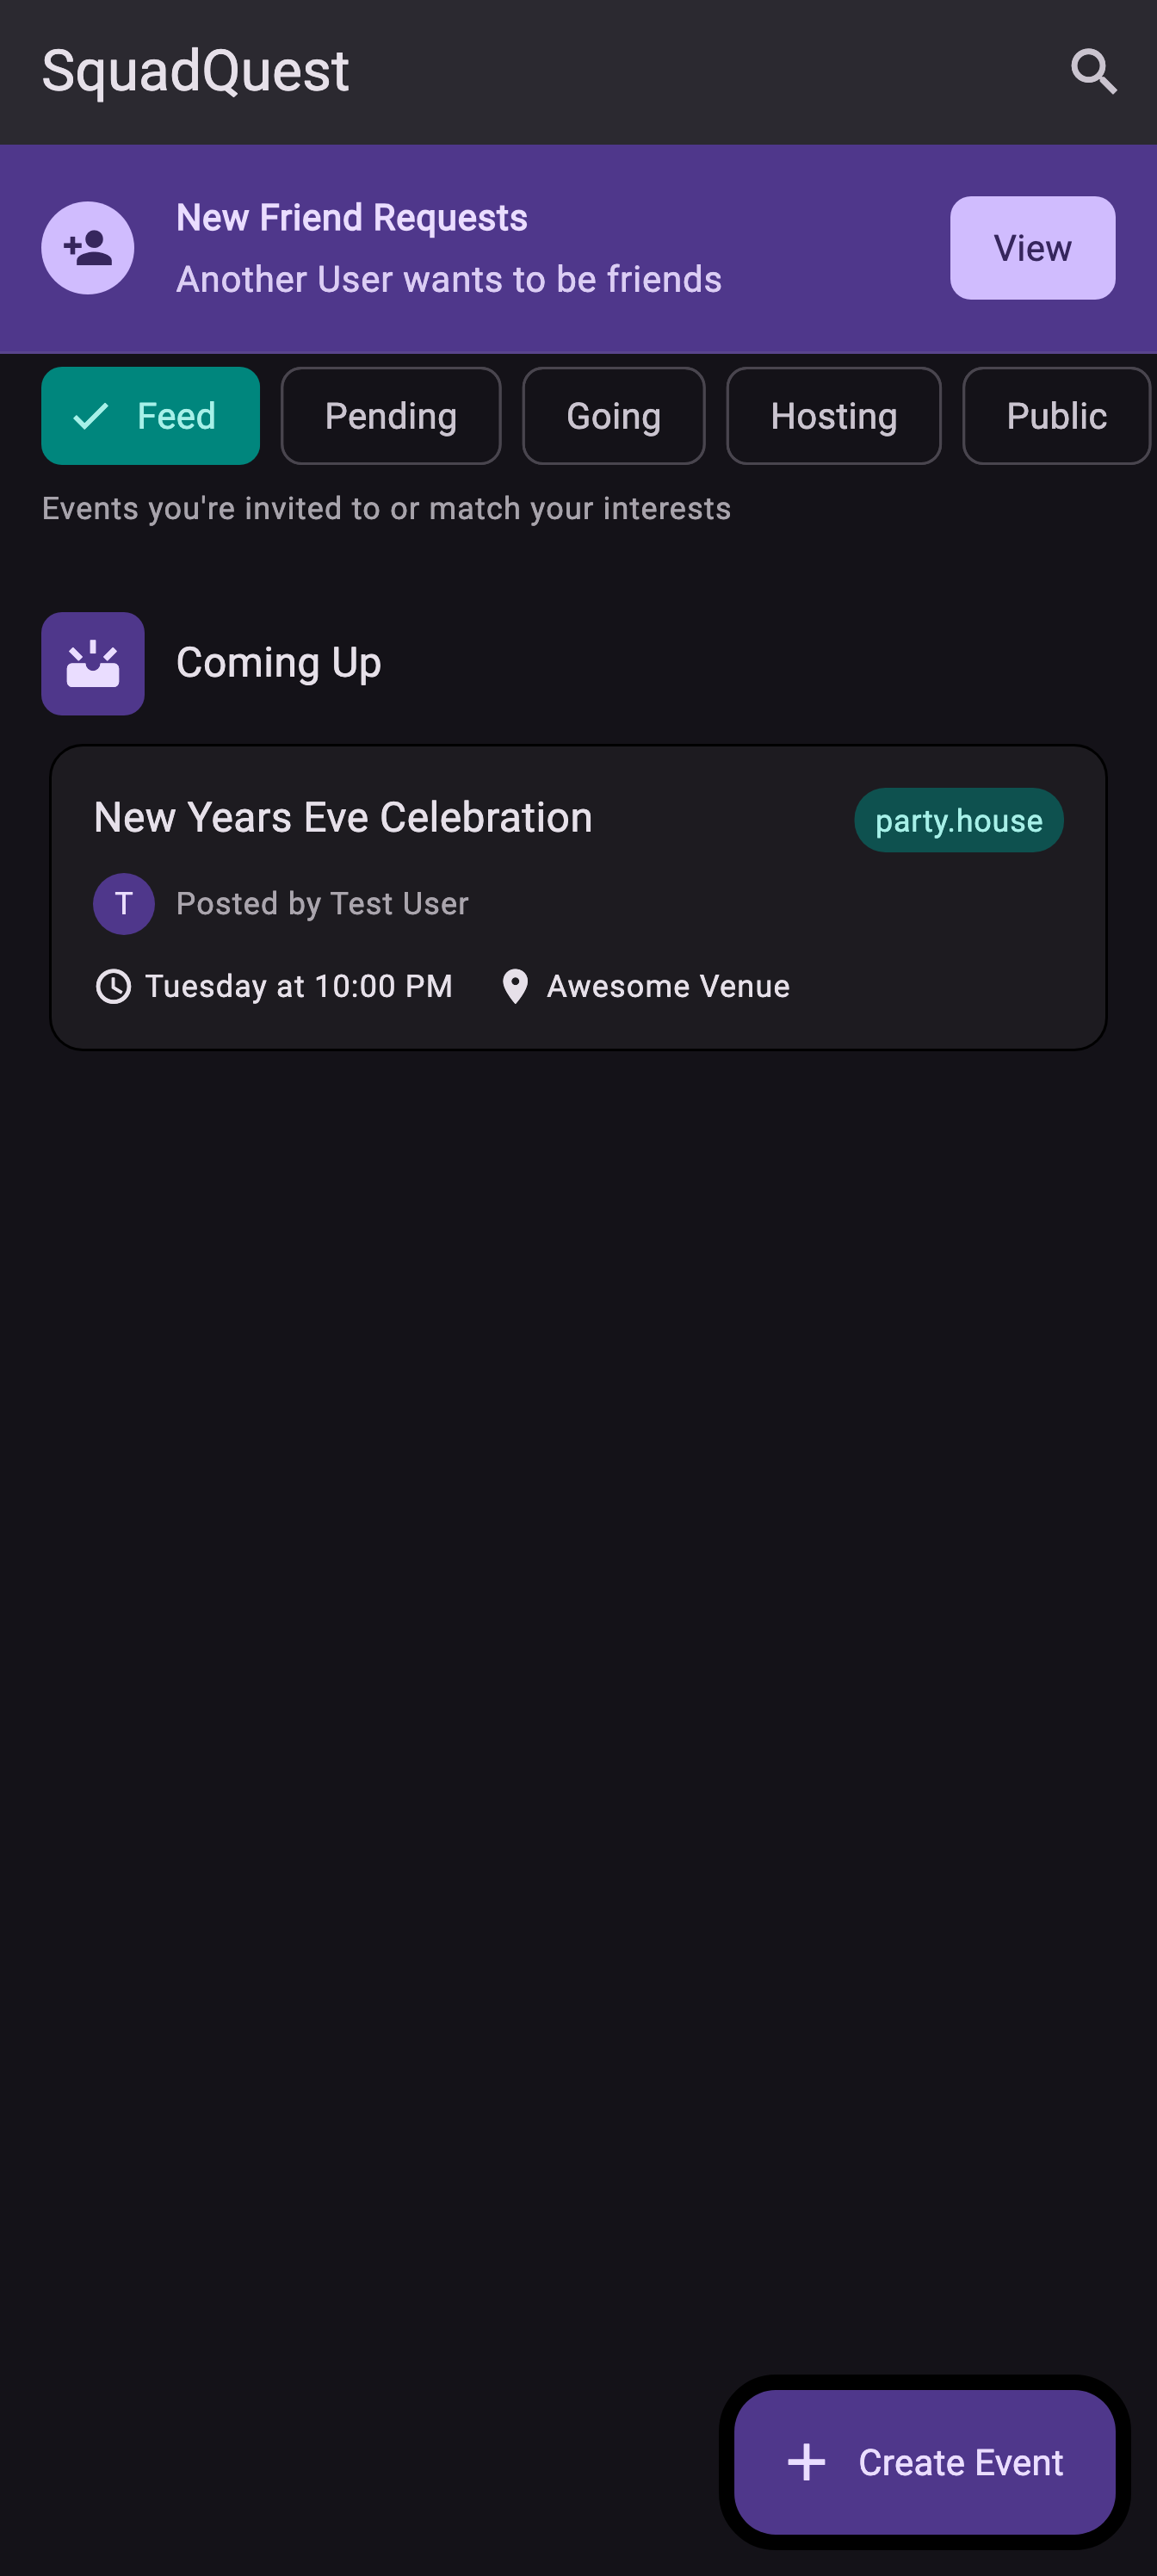 SquadQuest
New Friend Requests
Another User wants to be friends
View
Feed
Pending
Going
Hosting
Public
Events you're invited to or match your interests
Coming Up
New Years Eve Celebration
party.house
T
Posted by Test User
Tuesday at 10:00 PM
Awesome Venue
Create Event